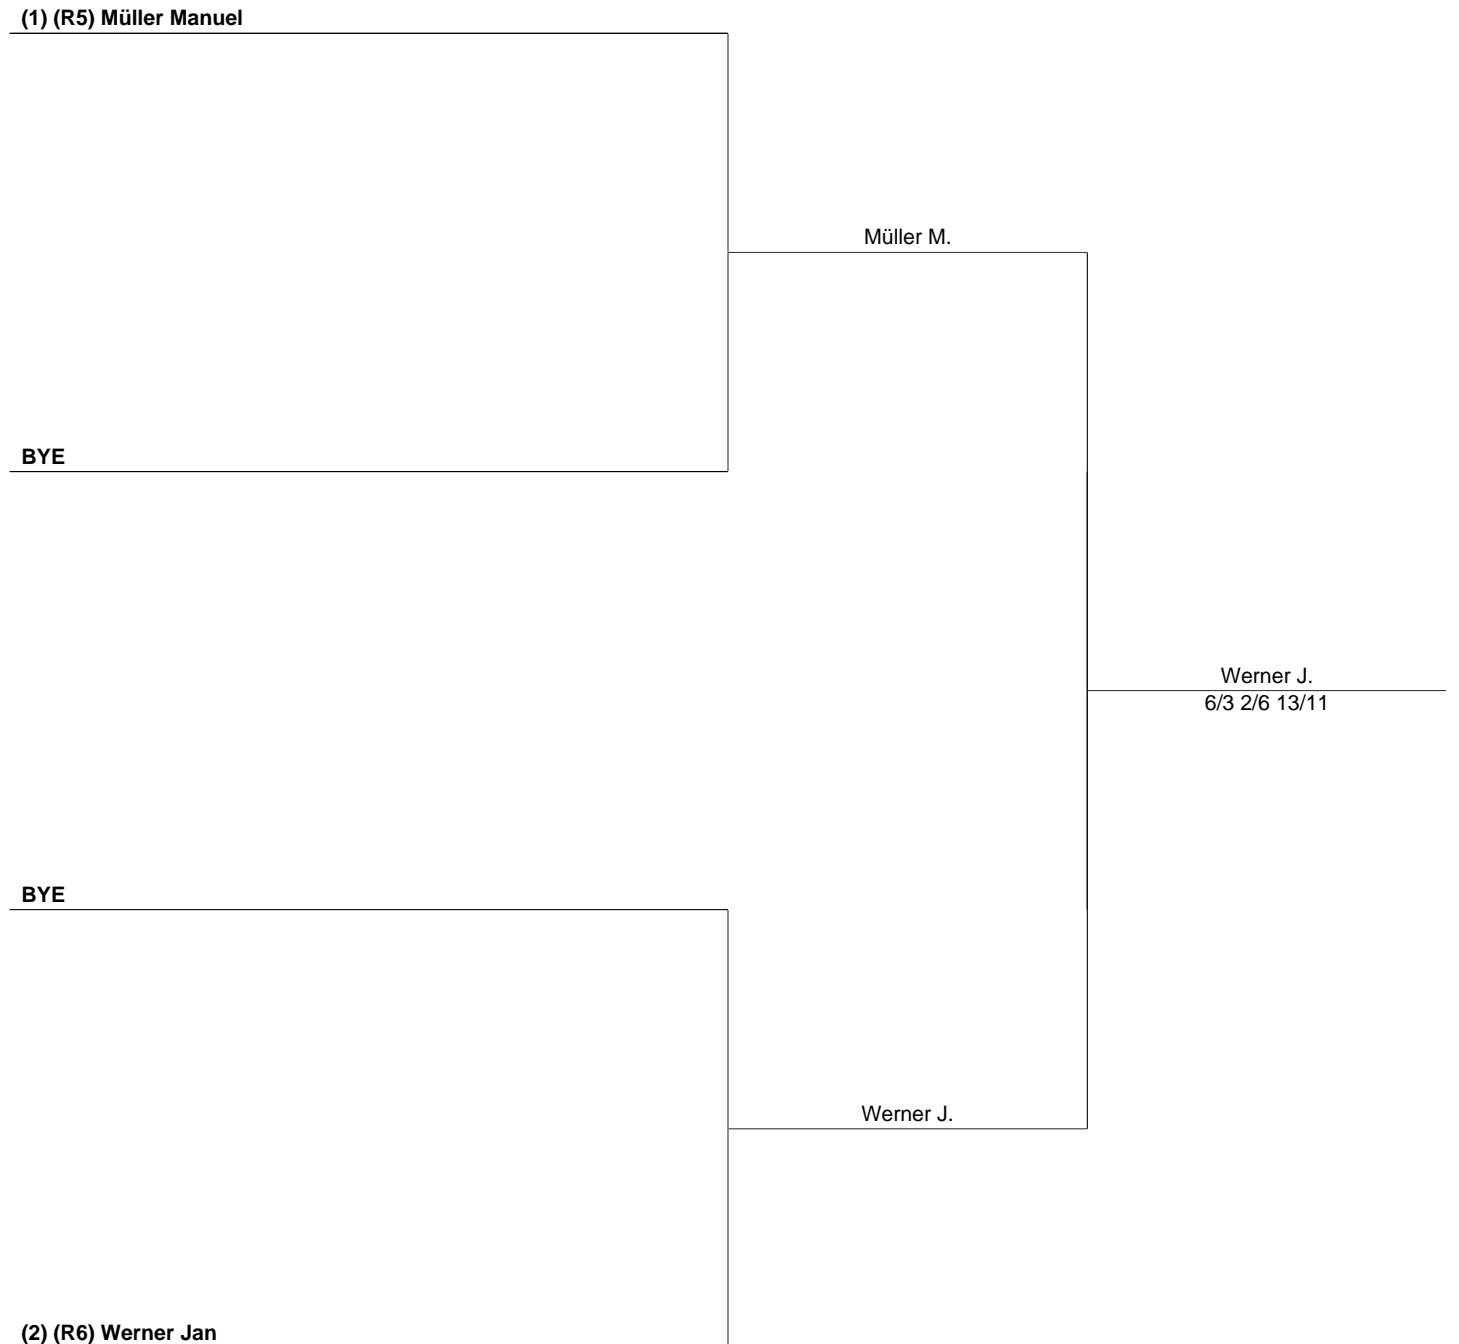 (1) (R5) Müller Manuel
Müller M.
BYE
Werner J.
6/3 2/6 13/11
BYE
Werner J.
(2) (R6) Werner Jan